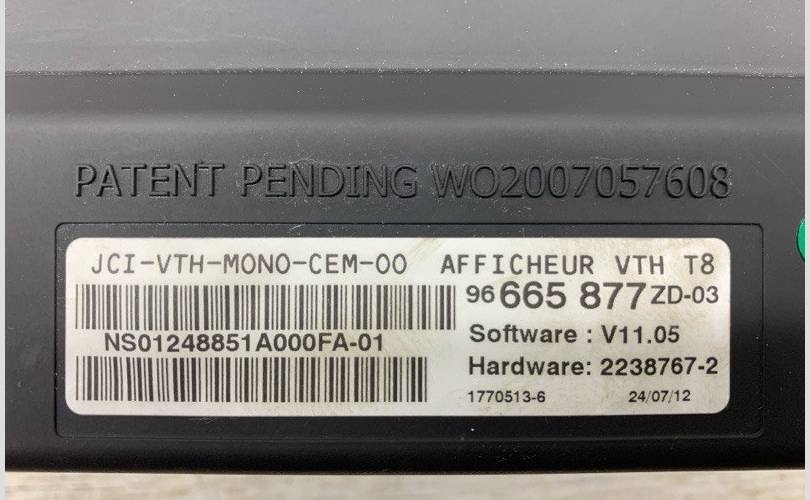 PATENT PENDING WO2007057608
JCI-VTH-MONO-CEM-00 AFFICHEUR VTH T8
96 665 877 ZD-03
NS01248851A000FA-01
Software : V11.05
Hardware: 2238767-2
1770513-6 24/07/12